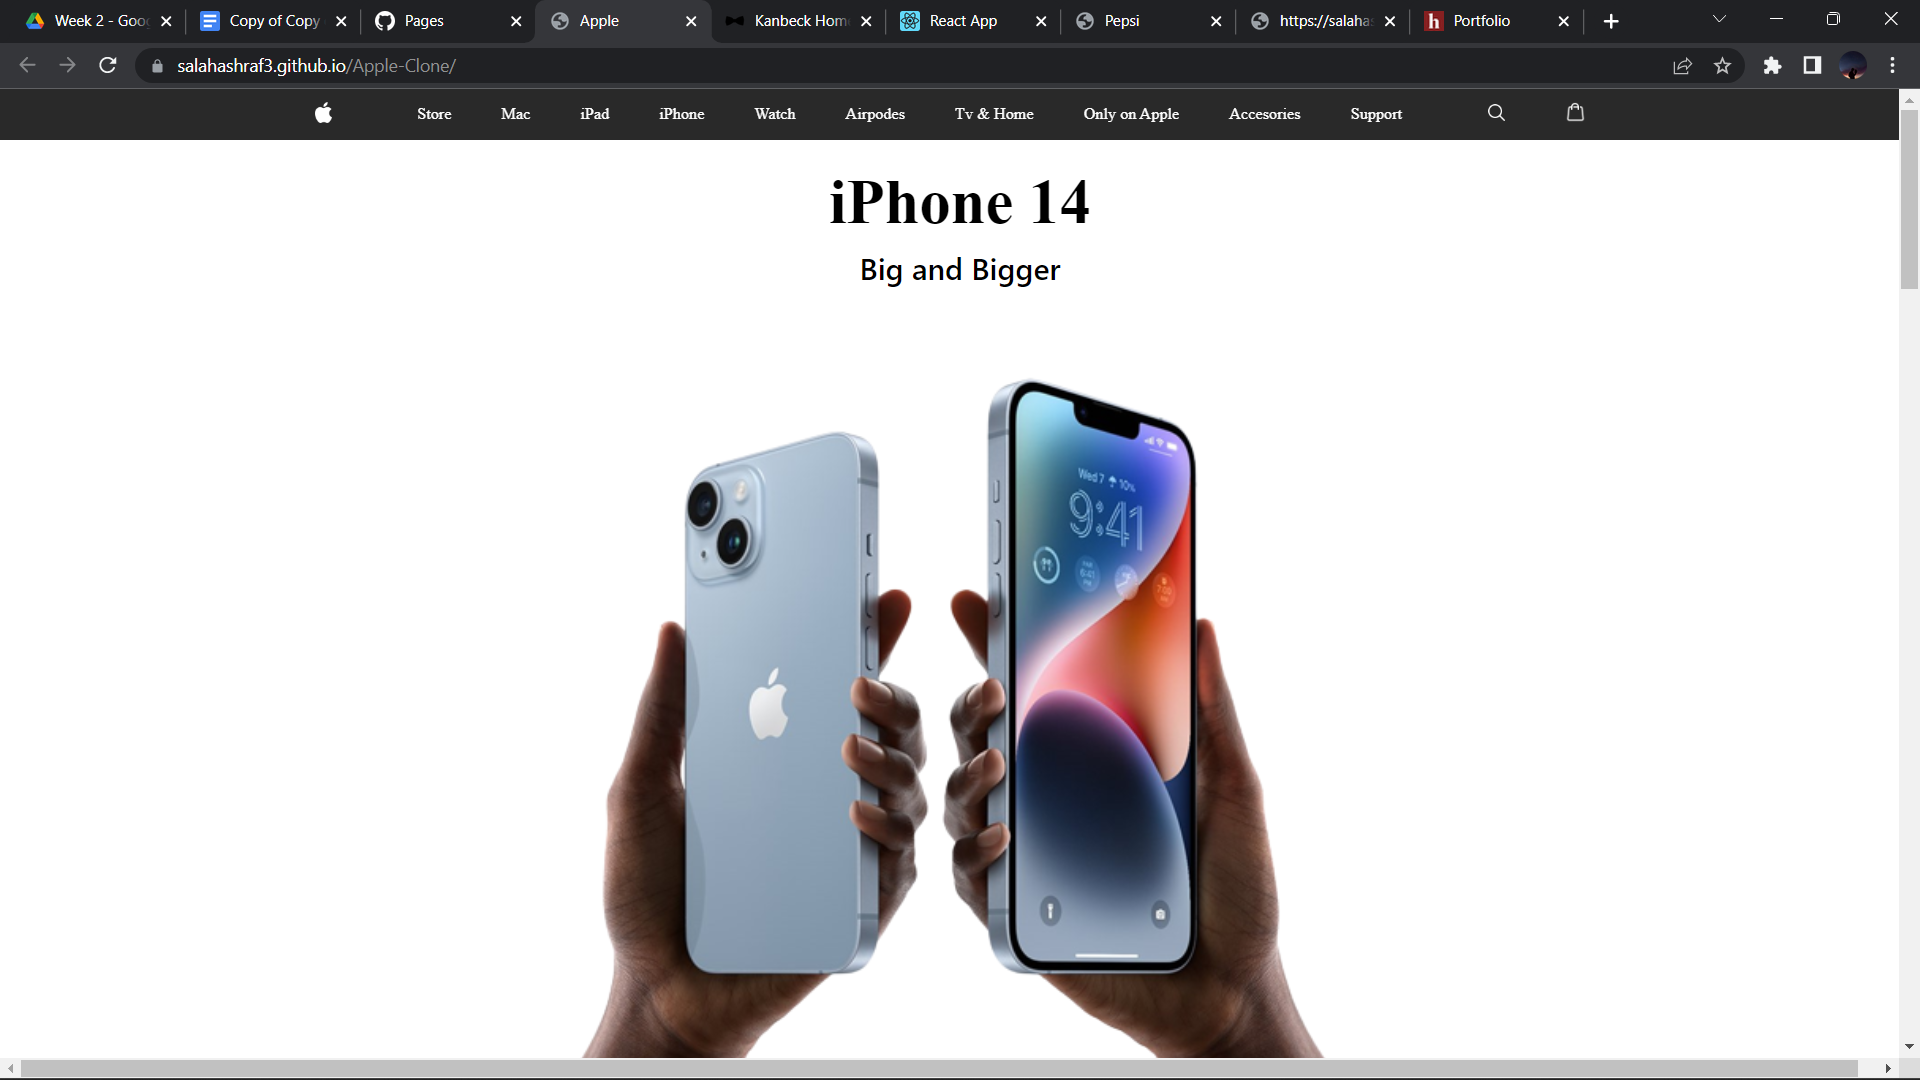 Week 2 - Goo
Copy of Copy
Pages
Apple
Kanbeck Hom
React App
Pepsi
https://salaha
Portfolio
salahashraf3.github.io/Apple-Clone/
Store Mac iPad iPhone Watch Airpodes Tv & Home Only on Apple Accesories Support
iPhone 14
Big and Bigger
Wed 7 10%
9:41